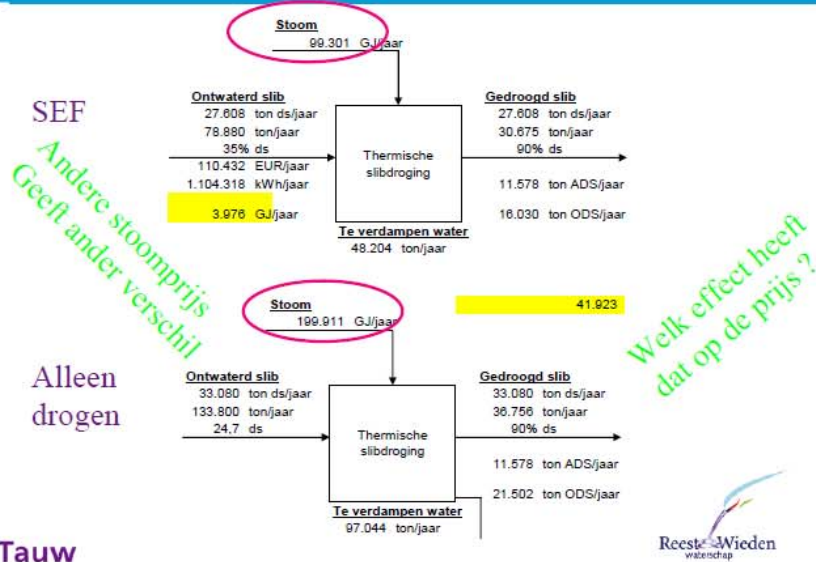 Stoom
99.301 GJ/jaar
SEF
Ontwaterd slib
27.608 ton ds/jaar
78.880 ton/jaar
35% ds
110.432 EUR/jaar
1.104.318 kWh/jaar
3.976 GJ/jaar
Thermische
slibdroging
Gedroogd slib
27.608 ton ds/jaar
30.675 ton/jaar
90% ds
11.578 ton ADS/jaar
16.030 ton ODS/jaar
Te verdampen water
48.204 ton/jaar
Andere stoomprijs
Geeft ander verschil
Welk effect heeft
dat op de prijs ?
41.923
Stoom
199.911 GJ/jaar
Alleen
drogen
Ontwaterd slib
33.080 ton ds/jaar
133.800 ton/jaar
24,7 ds
Thermische
slibdroging
Gedroogd slib
33.080 ton ds/jaar
36.756 ton/jaar
90% ds
11.578 ton ADS/jaar
21.502 ton ODS/jaar
Te verdampen water
97.044 ton/jaar
Tauw
Reest Wieden
waterschap